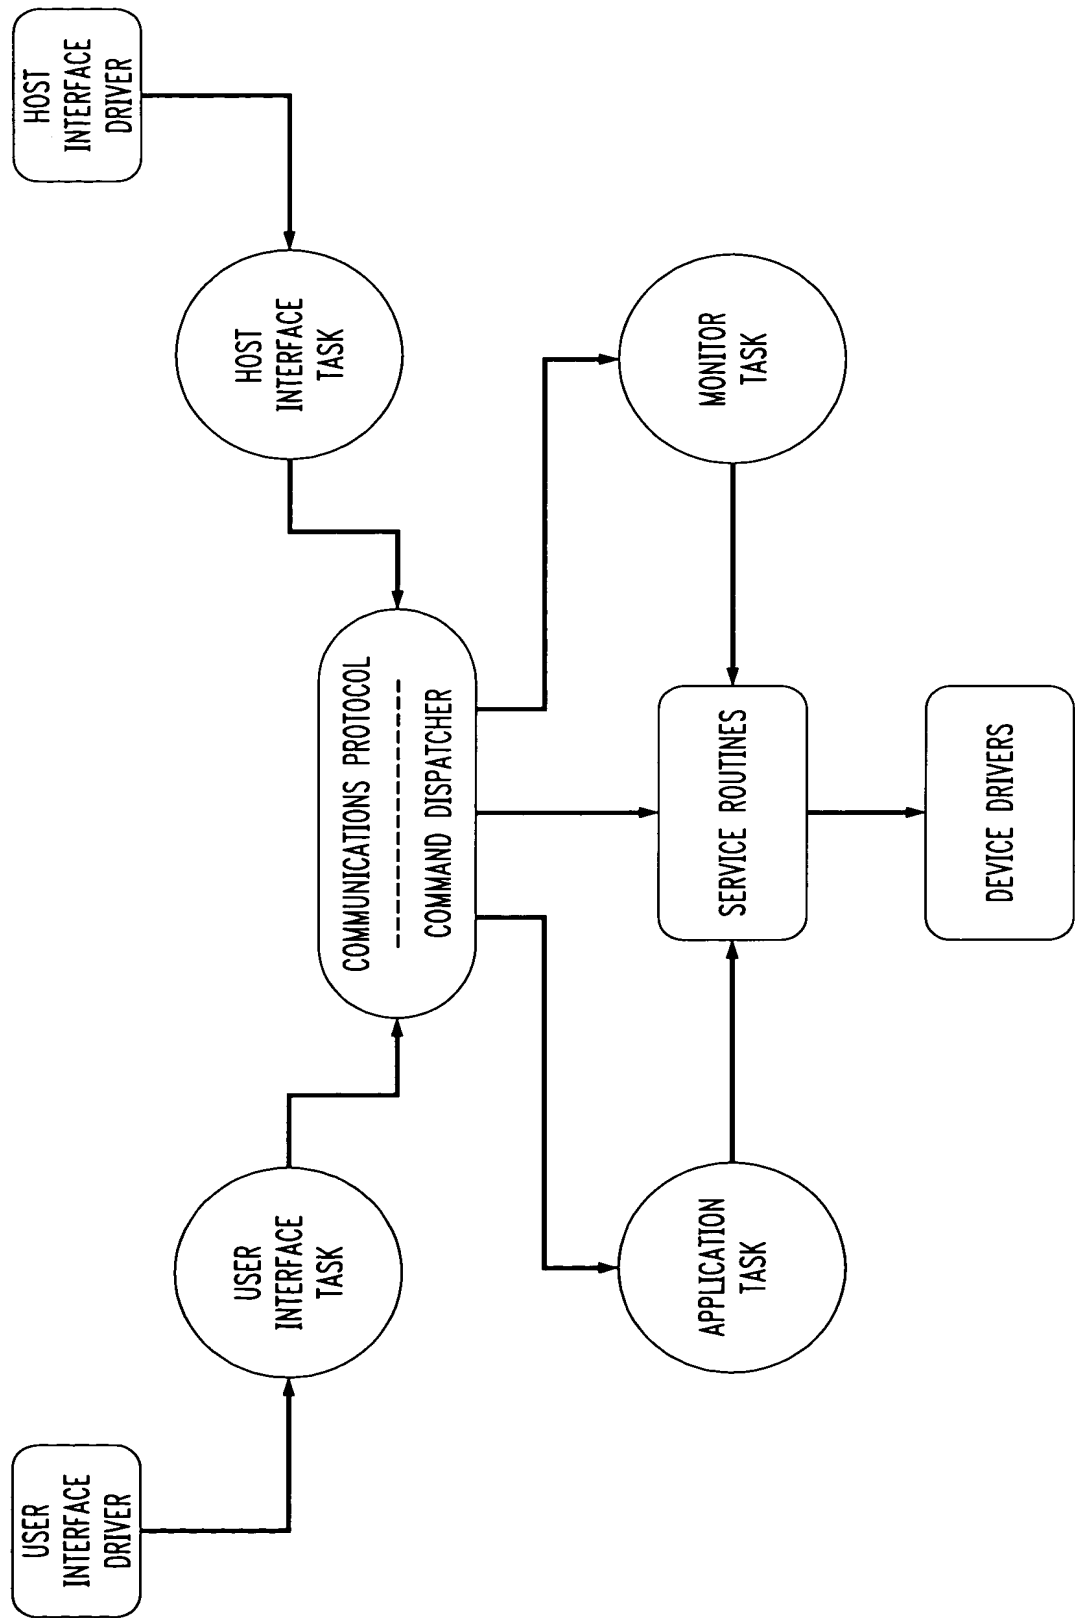 USER
INTERFACE
DRIVER
HOST
INTERFACE
DRIVER
USER
INTERFACE
TASK
HOST
INTERFACE
TASK
COMMUNICATIONS PROTOCOL
COMMAND DISPATCHER
APPLICATION
TASK
SERVICE ROUTINES
MONITOR
TASK
DEVICE DRIVERS